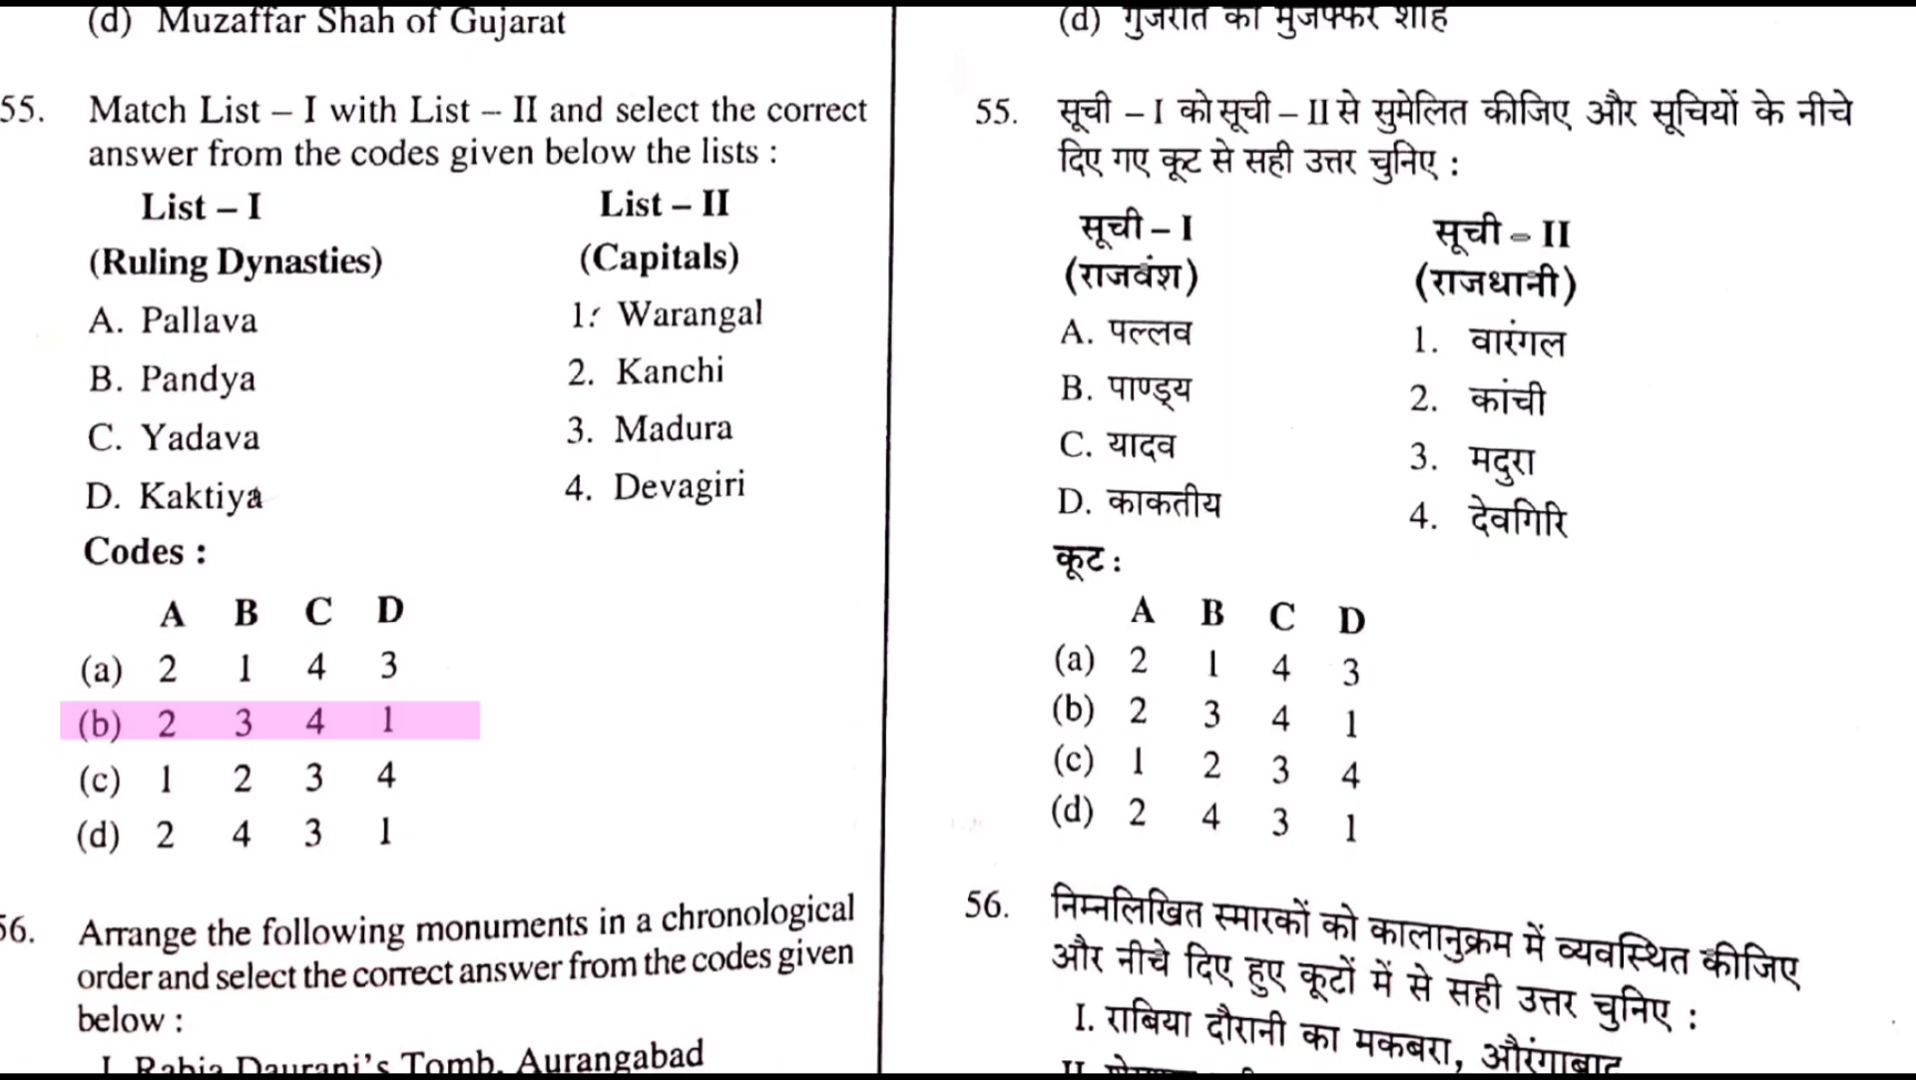 (d) Muzaffar Shah of Gujarat
55. Match List – I with List – II and select the correct
answer from the codes given below the lists :
List – I List – II
(Ruling Dynasties) (Capitals)
A. Pallava 1. Warangal
B. Pandya 2. Kanchi
C. Yadava 3. Madura
D. Kaktiya 4. Devagiri
Codes :
A B C D
(a) 2 1 4 3
(b) 2 3 4 1
(c) 1 2 3 4
(d) 2 4 3 1
56. Arrange the following monuments in a chronological
order and select the correct answer from the codes given
below :
I. Rabia Daurani's Tomb, Aurangabad
(d) गुजरात का मुजफ्फर शाह
55. सूची – I को सूची – II से सुमेलित कीजिए और सूचियों के नीचे
दिए गए कूट से सही उत्तर चुनिए :
सूची – I सूची – II
(राजवंश) (राजधानी)
A. पल्लव 1. वारंगल
B. पाण्ड्य 2. कांची
C. यादव 3. मदुरा
D. काकतीय 4. देवगिरि
कूट :
A B C D
(a) 2 1 4 3
(b) 2 3 4 1
(c) 1 2 3 4
(d) 2 4 3 1
56. निम्नलिखित स्मारकों को कालानुक्रम में व्यवस्थित कीजिए
और नीचे दिए हुए कूटों में से सही उत्तर चुनिए :
I. राबिया दौरानी का मकबरा, औरंगाबाद
II.